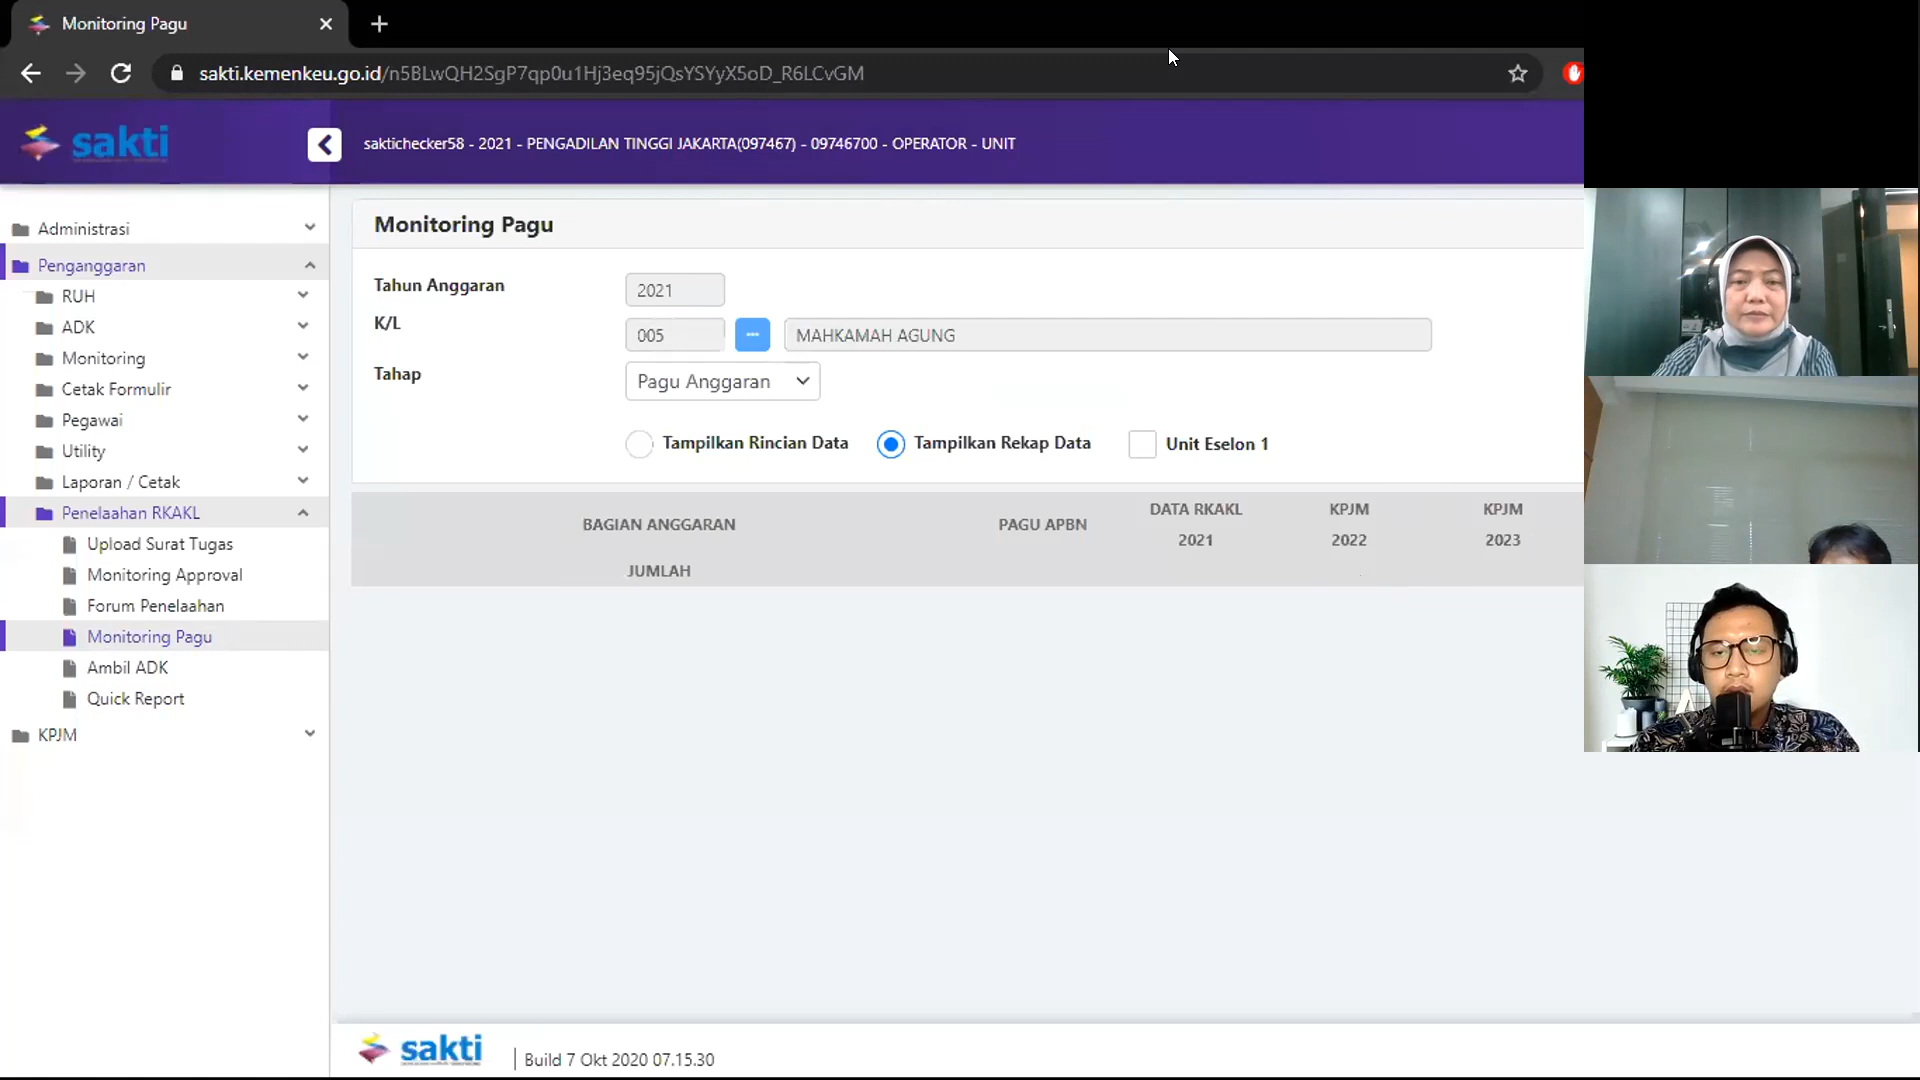 Monitoring Pagu
sakti.kemenkeu.go.id/n5BLwQH2SgP7qp0u1Hj3eq95jQsYSYyX5oD_R6LCvGM
sakti
saktichecker58 - 2021 - PENGADILAN TINGGI JAKARTA(097467) - 09746700 - OPERATOR - UNIT
Administrasi
Penganggaran
RUH
ADK
Monitoring
Cetak Formulir
Pegawai
Utility
Laporan / Cetak
Penelaahan RKAKL
Upload Surat Tugas
Monitoring Approval
Forum Penelaahan
Monitoring Pagu
Ambil ADK
Quick Report
KPJM
Monitoring Pagu
Tahun Anggaran 2021
K/L 005 ... MAHKAMAH AGUNG
Tahap Pagu Anggaran
Tampilkan Rincian Data Tampilkan Rekap Data Unit Eselon 1
BAGIAN ANGGARAN PAGU APBN DATA RKAKL 2021 KPJM 2022 KPJM 2023
JUMLAH
sakti | Build 7 Okt 2020 07.15.30